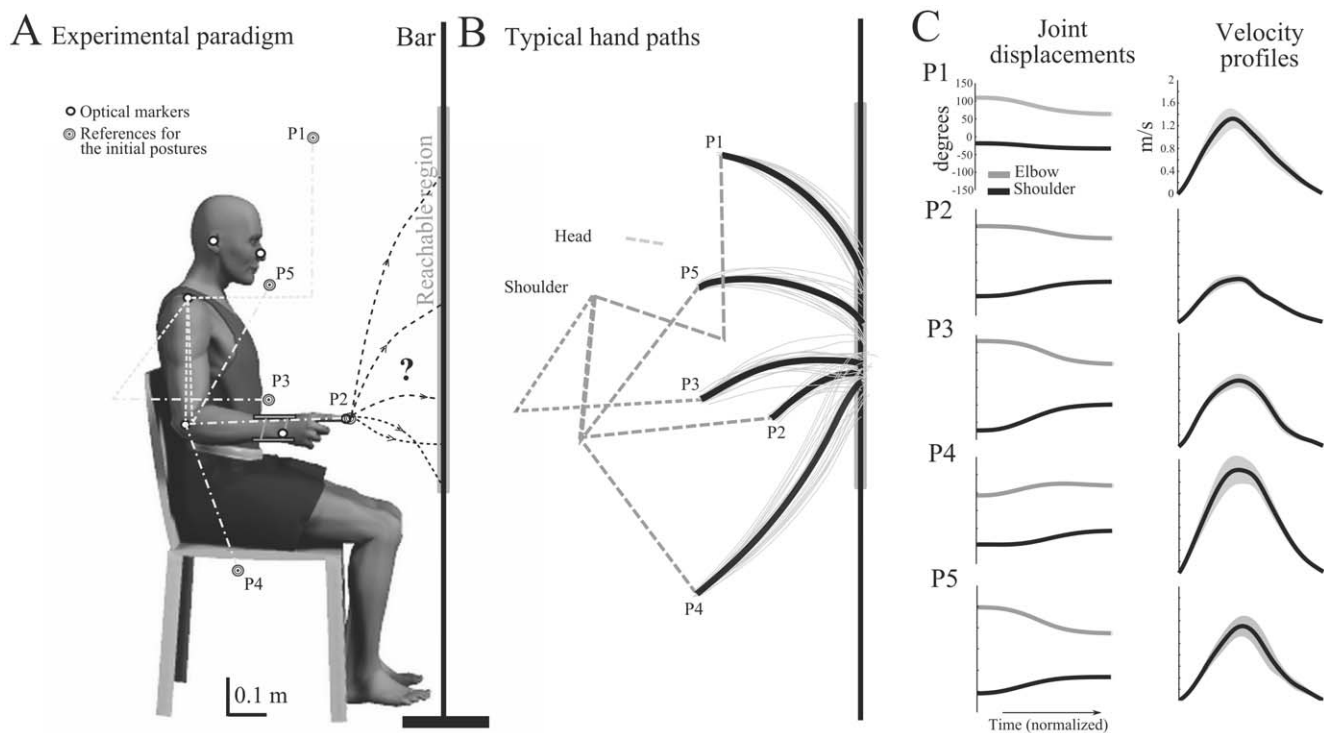 A Experimental paradigm
Bar
Optical markers
References for
the initial postures
P1
Reachable region
P5
P3
P2
?
P4
0.1 m
B Typical hand paths
P1
Head
P5
Shoulder
P3
P2
P4
C
Joint
displacements
Velocity
profiles
P1
150
100
50
0
-50
-100
-150
degrees
Elbow
Shoulder
2
1.6
1.2
0.8
0.4
0
m/s
P2
P3
P4
P5
Time (normalized)